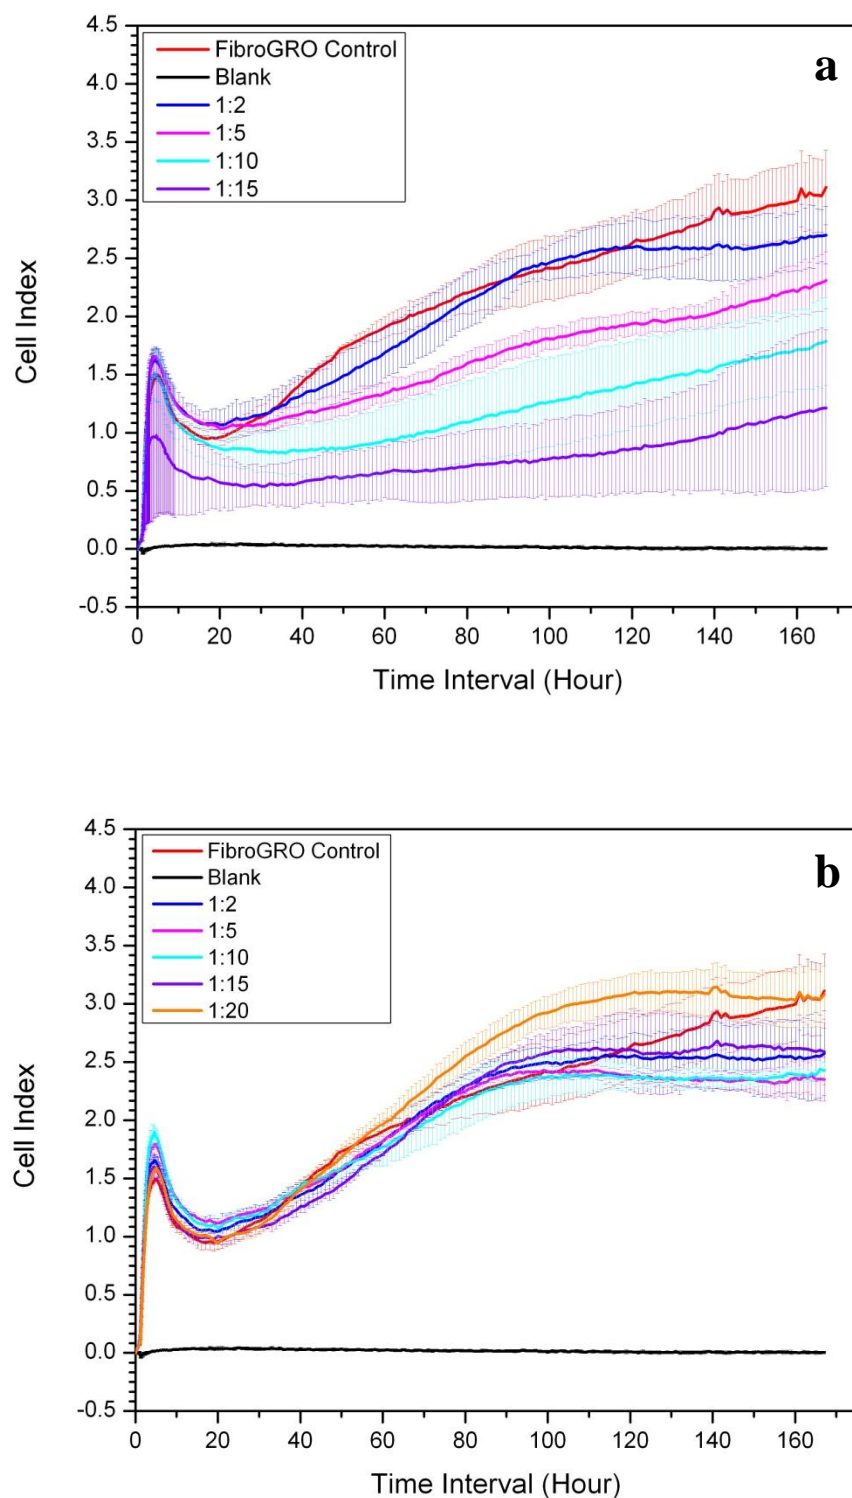 4.5
4.0
3.5
3.0
2.5
2.0
1.5
1.0
0.5
0.0
-0.5
Cell Index
FibroGRO Control
Blank
1:2
1:5
1:10
1:15
a
0 20 40 60 80 100 120 140 160
Time Interval (Hour)
4.5
4.0
3.5
3.0
2.5
2.0
1.5
1.0
0.5
0.0
-0.5
Cell Index
FibroGRO Control
Blank
1:2
1:5
1:10
1:15
1:20
b
0 20 40 60 80 100 120 140 160
Time Interval (Hour)